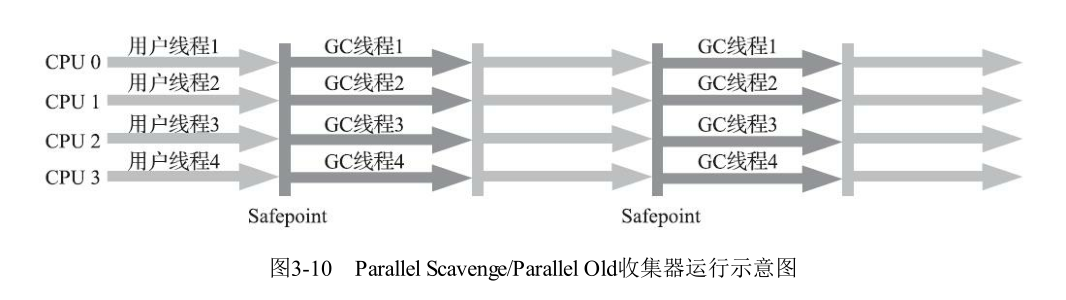 用户线程1 GC线程1 GC线程1
CPU 0
用户线程2 GC线程2 GC线程2
CPU 1
用户线程3 GC线程3 GC线程3
CPU 2
用户线程4 GC线程4 GC线程4
CPU 3
Safepoint Safepoint
图3-10 Parallel Scavenge/Parallel Old收集器运行示意图